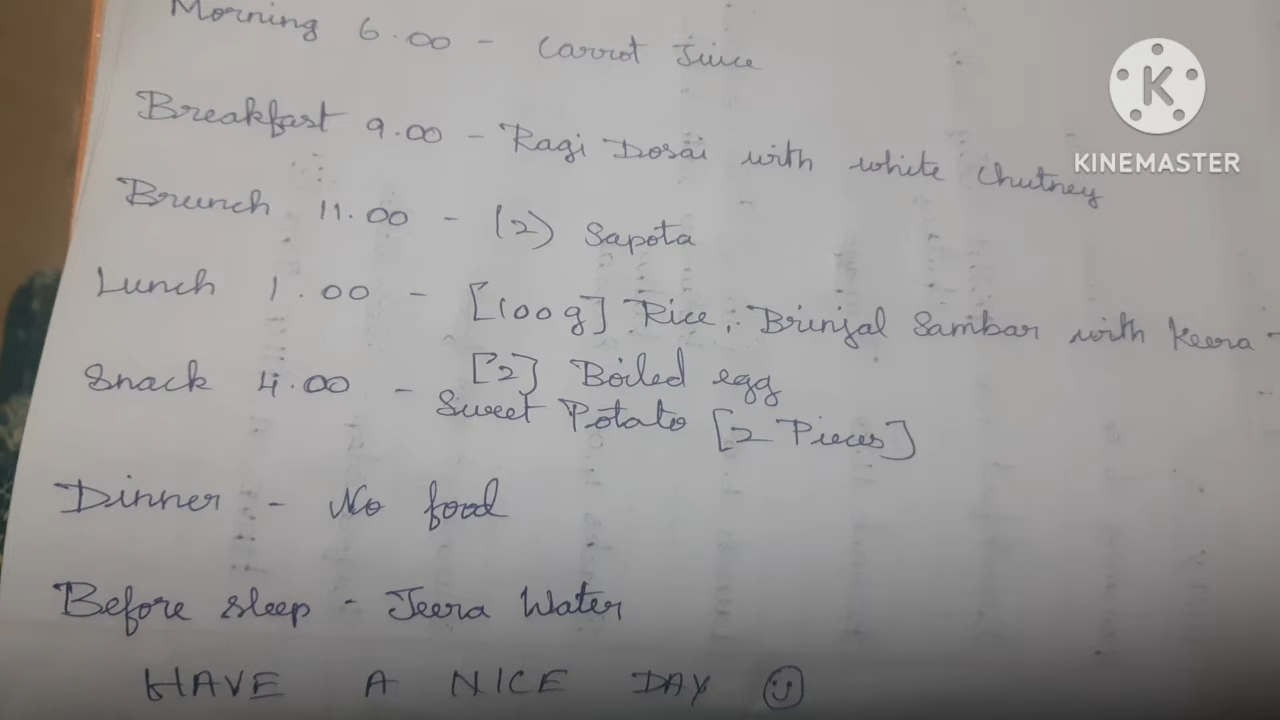 Morning 6.00 - Carrot Juice
KINEMASTER
Breakfast 9.00 - Ragi Dosai with white chutney
Brunch 11.00 - (2) Sapota
Lunch 1.00 - [100g] Rice, Brinjal Sambar with Keera -
[2] Boiled egg
Snack 4.00 - Sweet Potato [2 Pieces]
Dinner - No food
Before sleep - Jeera Water
HAVE A NICE DAY ☺